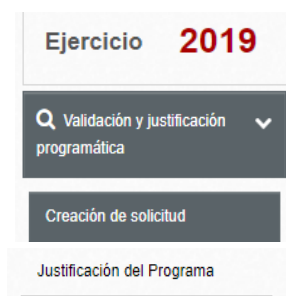 Ejercicio 2019
Validación y justificación
programática
Creación de solicitud
Justificación del Programa